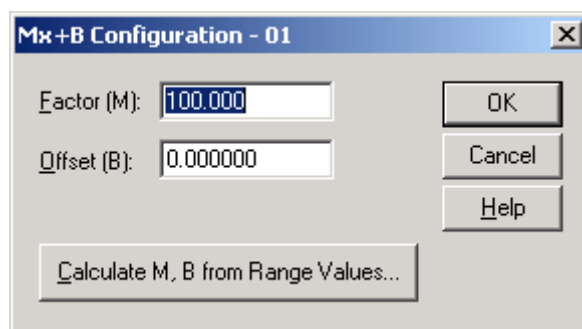 Mx+B Configuration - 01
Factor (M): 100.000
OK
Offset (B): 0.000000
Cancel
Help
Calculate M, B from Range Values...